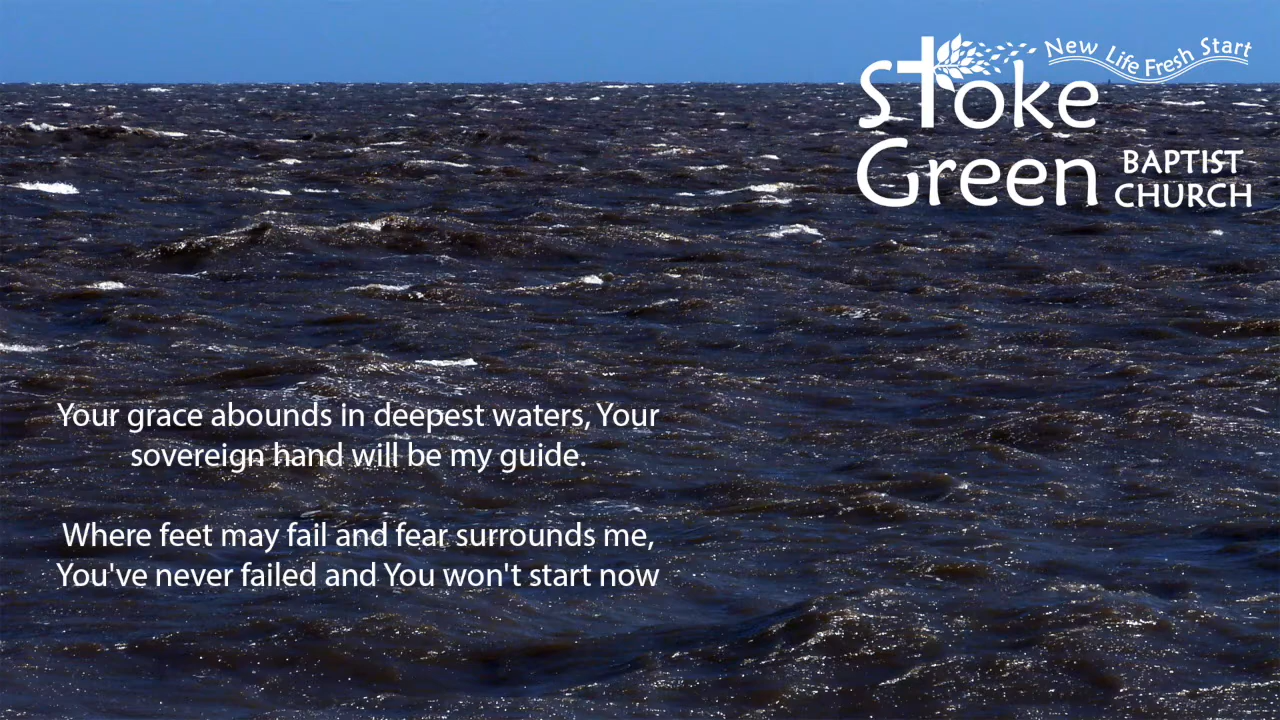 New Life Fresh Start
Stoke
Green
BAPTIST
CHURCH
Your grace abounds in deepest waters, Your
sovereign hand will be my guide.
Where feet may fail and fear surrounds me,
You've never failed and You won't start now